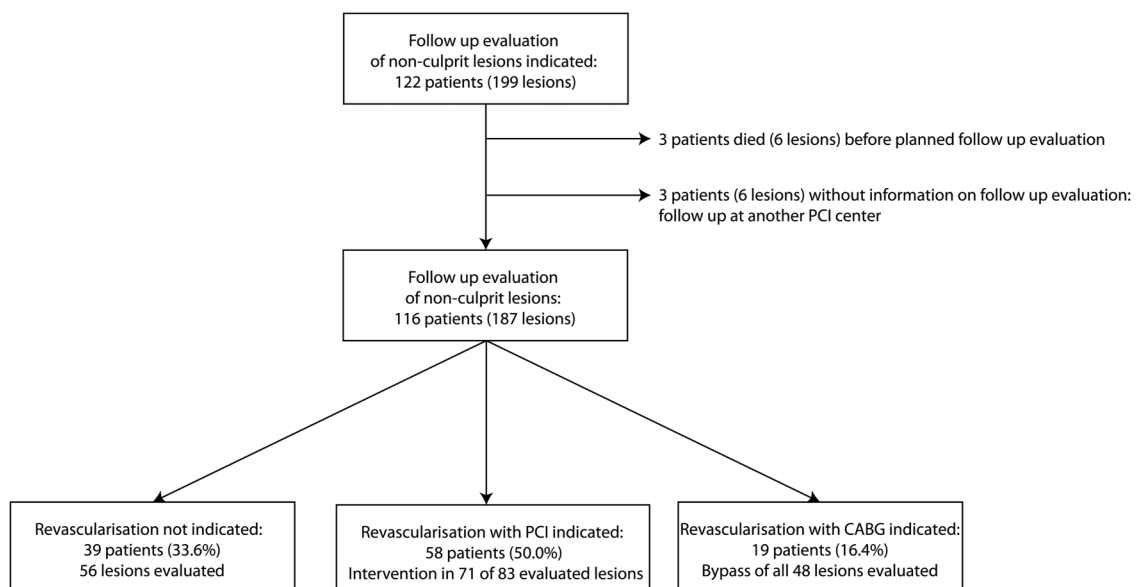 Follow up evaluation
of non-culprit lesions indicated:
122 patients (199 lesions)
3 patients died (6 lesions) before planned follow up evaluation
3 patients (6 lesions) without information on follow up evaluation:
follow up at another PCI center
Follow up evaluation
of non-culprit lesions:
116 patients (187 lesions)
Revascularisation not indicated:
39 patients (33.6%)
56 lesions evaluated
Revascularisation with PCI indicated:
58 patients (50.0%)
Intervention in 71 of 83 evaluated lesions
Revascularisation with CABG indicated:
19 patients (16.4%)
Bypass of all 48 lesions evaluated